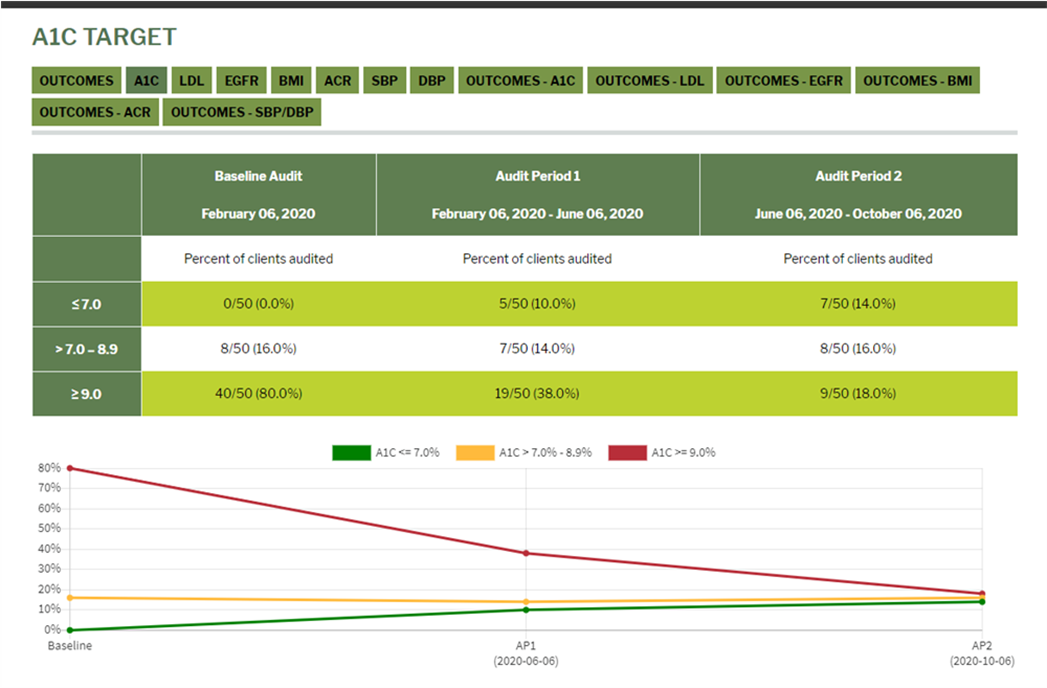 A1C TARGET
OUTCOMES A1C LDL EGFR BMI ACR SBP DBP OUTCOMES - A1C OUTCOMES - LDL OUTCOMES - EGFR OUTCOMES - BMI
OUTCOMES - ACR OUTCOMES - SBP/DBP
Baseline Audit Audit Period 1 Audit Period 2
February 06, 2020 February 06, 2020 - June 06, 2020 June 06, 2020 - October 06, 2020
Percent of clients audited Percent of clients audited Percent of clients audited
≤ 7.0 0/50 (0.0%) 5/50 (10.0%) 7/50 (14.0%)
> 7.0 – 8.9 8/50 (16.0%) 7/50 (14.0%) 8/50 (16.0%)
≥ 9.0 40/50 (80.0%) 19/50 (38.0%) 9/50 (18.0%)
A1C <= 7.0% A1C > 7.0% - 8.9% A1C >= 9.0%
80%
70%
60%
50%
40%
30%
20%
10%
0%
Baseline AP1 AP2
(2020-06-06) (2020-10-06)